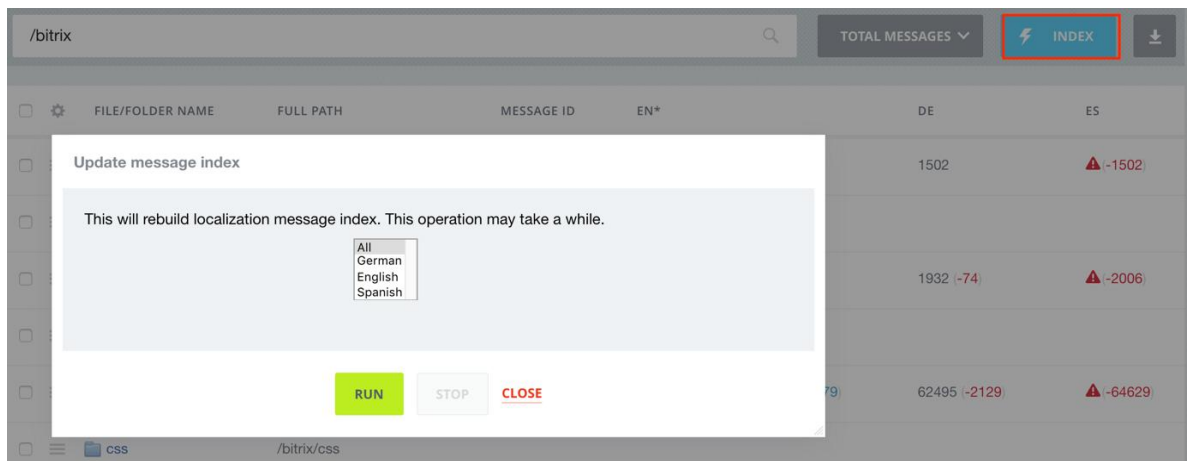 /bitrix TOTAL MESSAGES INDEX
FILE/FOLDER NAME FULL PATH MESSAGE ID EN* DE ES
Update message index
1502 (-1502)
This will rebuild localization message index. This operation may take a while.
All
German
English
Spanish
1932 (-74) (-2006)
RUN STOP CLOSE
79) 62495 (-2129) (-64629)
css /bitrix/css